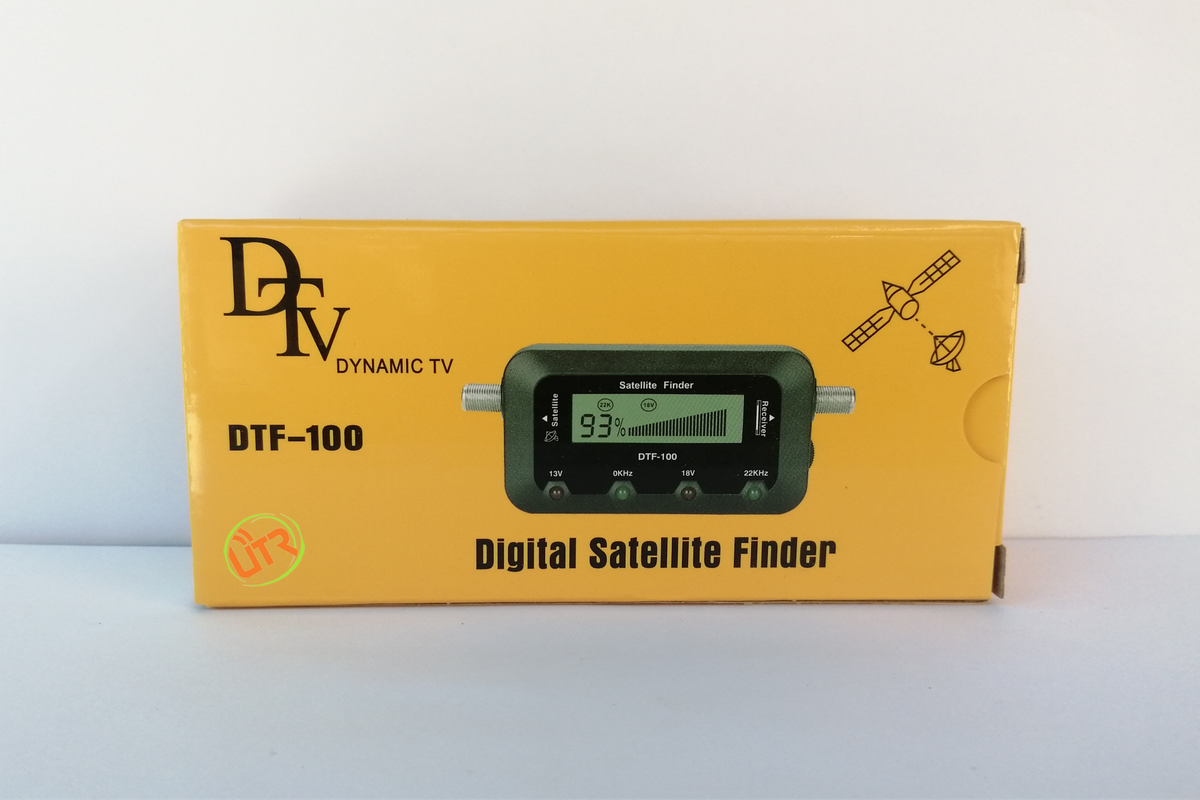 DTV
DYNAMIC TV
DTF-100
Satellite Finder
Satellite
22K
18V
93%
Receiver
DTF-100
13V
0KHz
18V
22KHz
Digital Satellite Finder
UTR